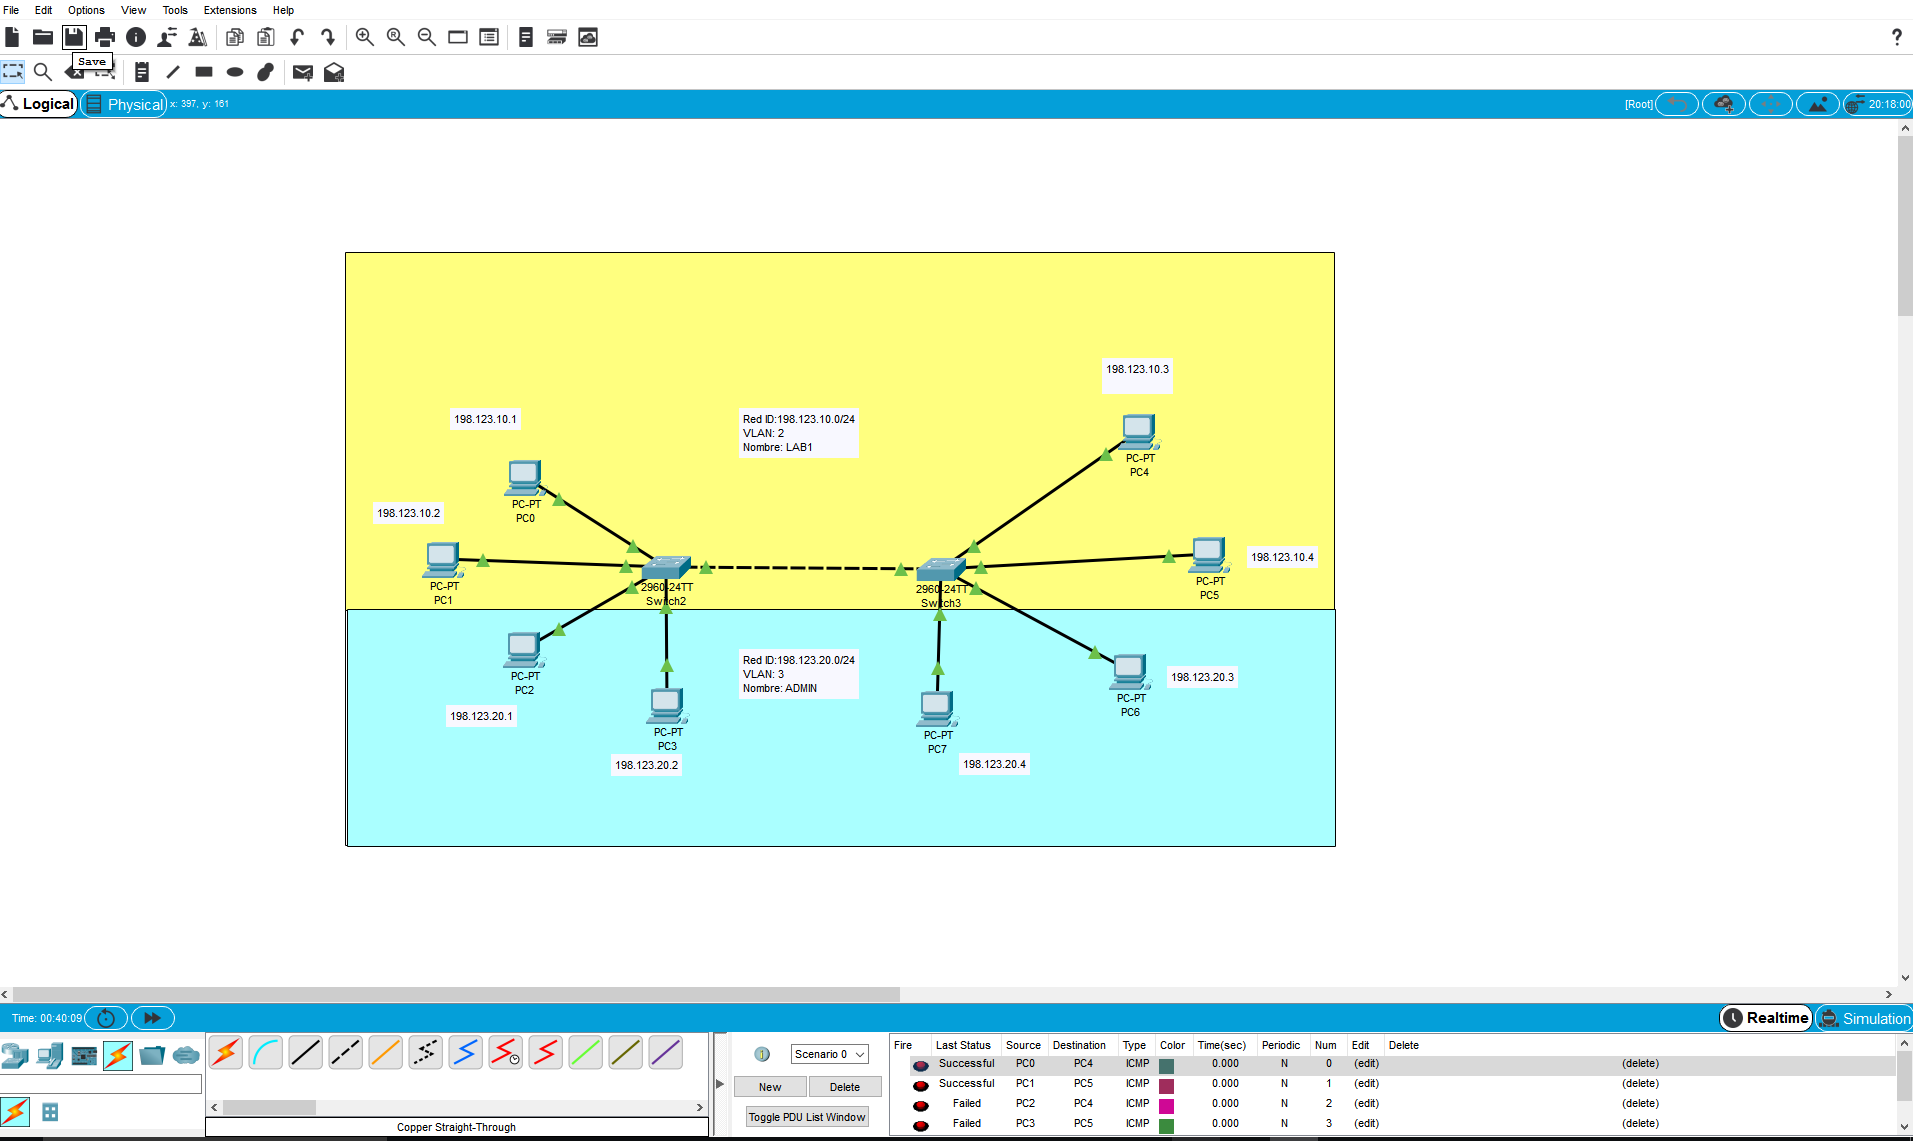 File Edit Options View Tools Extensions Help
Save
Logical Physical x: 397, y: 161 [Root] 20:18:00
198.123.10.3
198.123.10.1
Red ID:198.123.10.0/24
VLAN: 2
Nombre: LAB1
PC-PT
PC4
PC-PT
PC0
198.123.10.2
198.123.10.4
PC-PT
PC1
2960-24TT
Switch2
2960-24TT
Switch3
PC-PT
PC5
Red ID:198.123.20.0/24
VLAN: 3
Nombre: ADMIN
PC-PT
PC2
198.123.20.1
198.123.20.3
PC-PT
PC6
PC-PT
PC3
198.123.20.2
PC-PT
PC7
198.123.20.4
Time: 00:40:09 Realtime Simulation
Scenario 0
New Delete
Toggle PDU List Window
Copper Straight-Through
Fire Last Status Source Destination Type Color Time(sec) Periodic Num Edit Delete
Successful PC0 PC4 ICMP 0.000 N 0 (edit) (delete)
Successful PC1 PC5 ICMP 0.000 N 1 (edit) (delete)
Failed PC2 PC4 ICMP 0.000 N 2 (edit) (delete)
Failed PC3 PC5 ICMP 0.000 N 3 (edit) (delete)